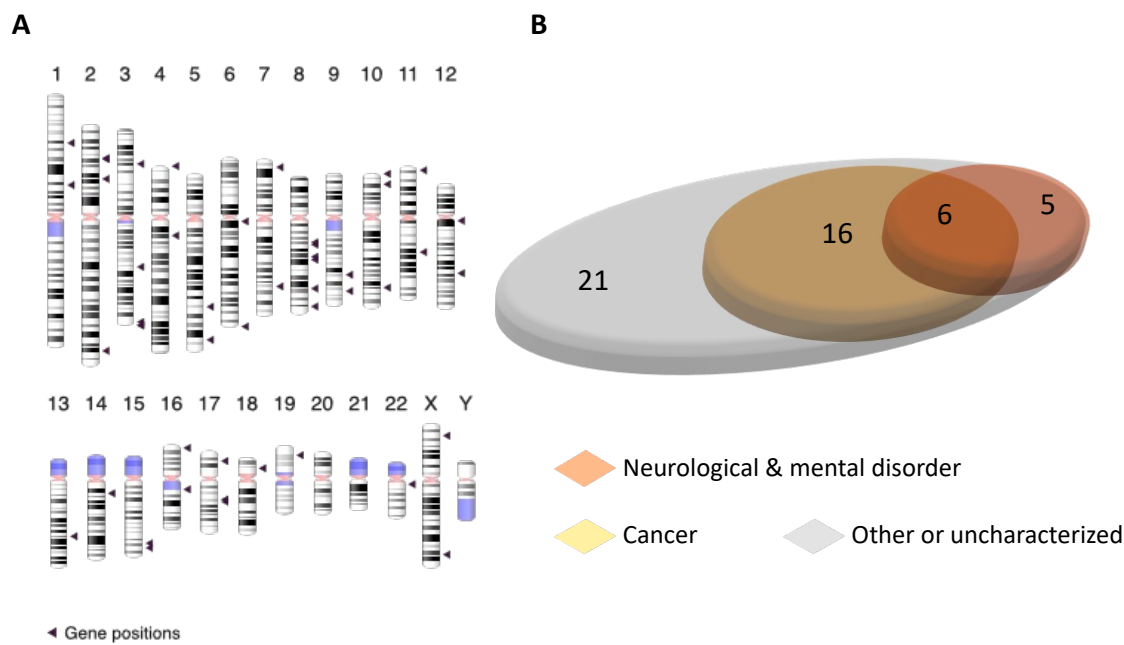 A
B
1 2 3 4 5 6 7 8 9 10 11 12
21
16
6
5
13 14 15 16 17 18 19 20 21 22 X Y
Neurological & mental disorder
Cancer
Other or uncharacterized
Gene positions